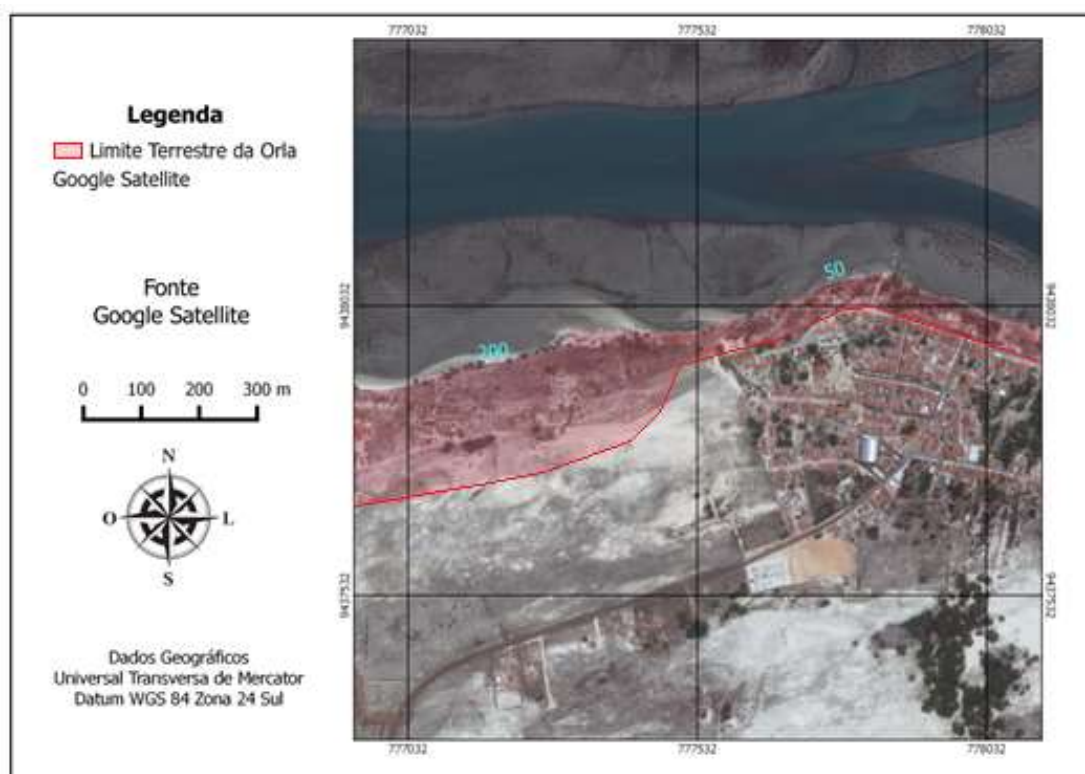 Legenda
Limite Terrestre da Orla
Google Satellite
Fonte
Google Satellite
0 100 200 300 m
N
O L
S
Dados Geográficos
Universal Transversa de Mercator
Datum WGS 84 Zona 24 Sul
777032 777532 778032
50
9438032 9438032
200
9437532 9437532
777032 777532 778032